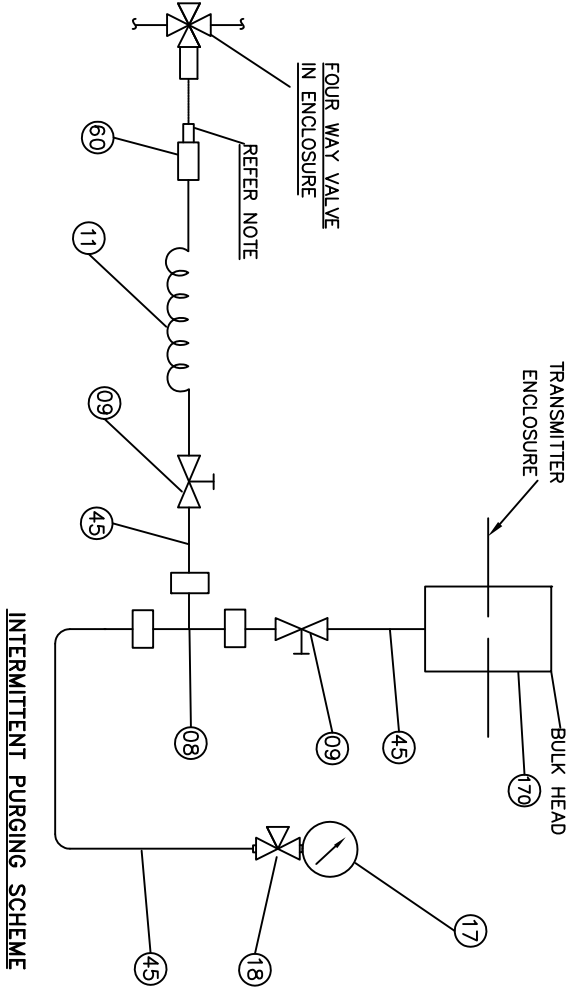 TRANSMITTER
ENCLOSURE
BULK HEAD
170
17
45
09
FOUR WAY VALVE
IN ENCLOSURE
REFER NOTE
18
08
45
60
11
09
45
INTERMITTENT PURGING SCHEME